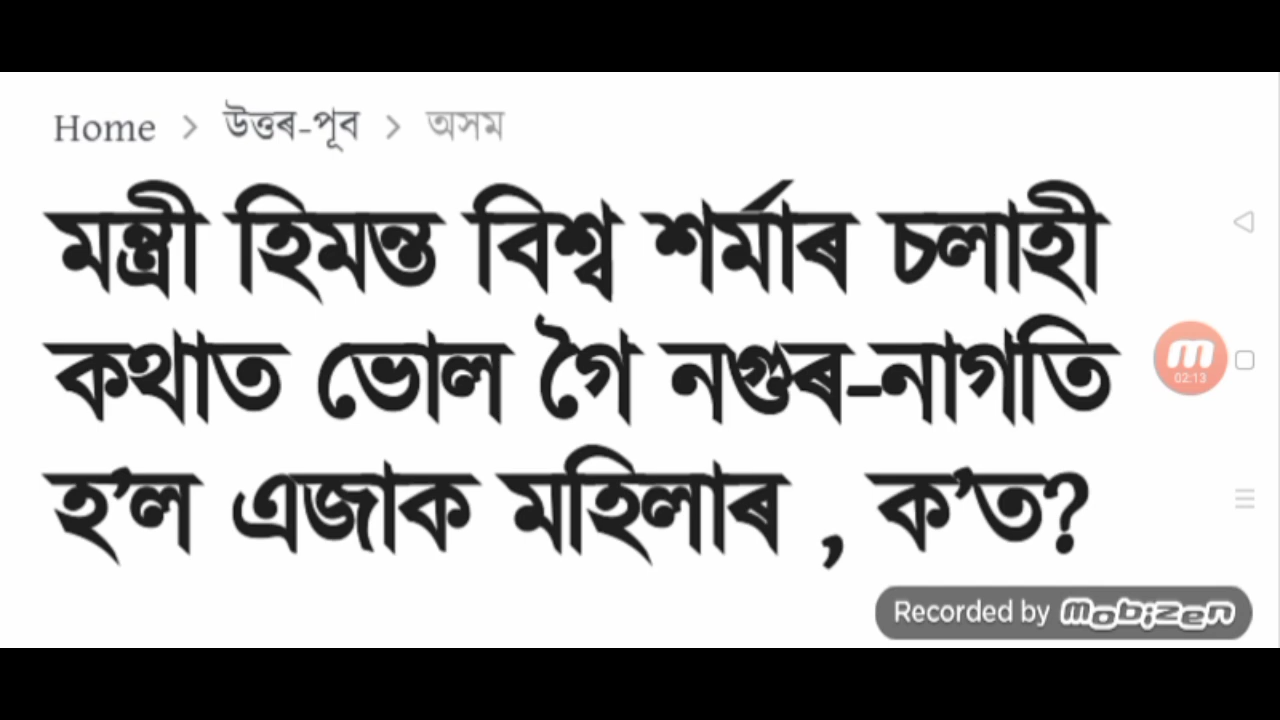 Home > উত্তৰ-পূব > অসম
মন্ত্ৰী হিমন্ত বিশ্ব শৰ্মাৰ চলাহী
কথাত ভোল গৈ নগুৰ-নাগতি
হ’ল এজাক মহিলাৰ , ক’ত?
m
02:13
Recorded by mobizen